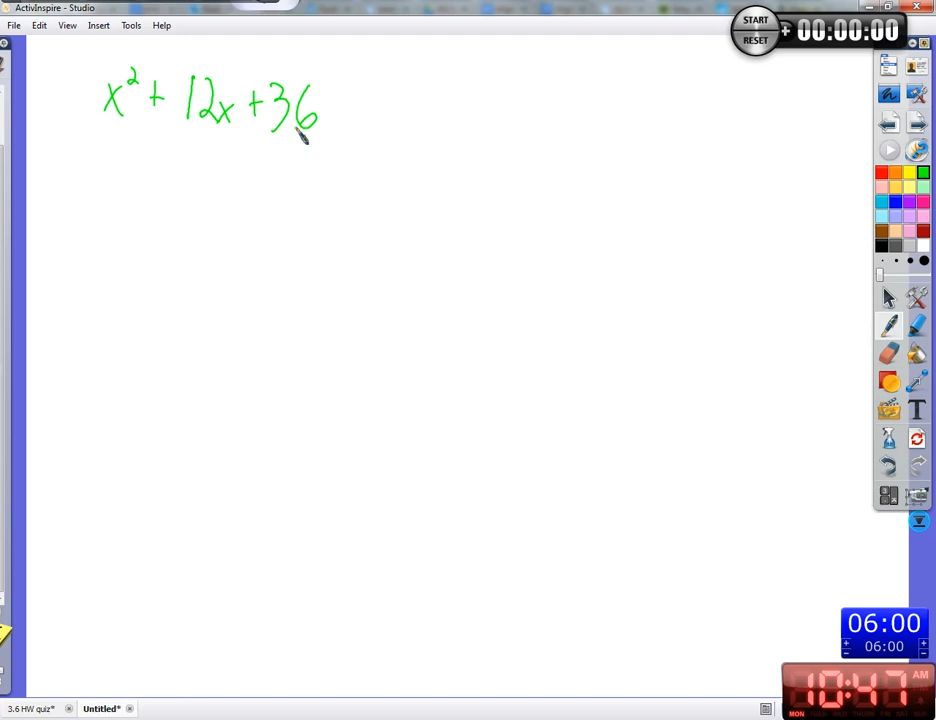 ActivInspire - Studio
File Edit View Insert Tools Help
START
RESET
00:00:00
x² + 12x + 36
06:00
06:00
10:47 AM
MON
3.6 HW quiz*
Untitled*